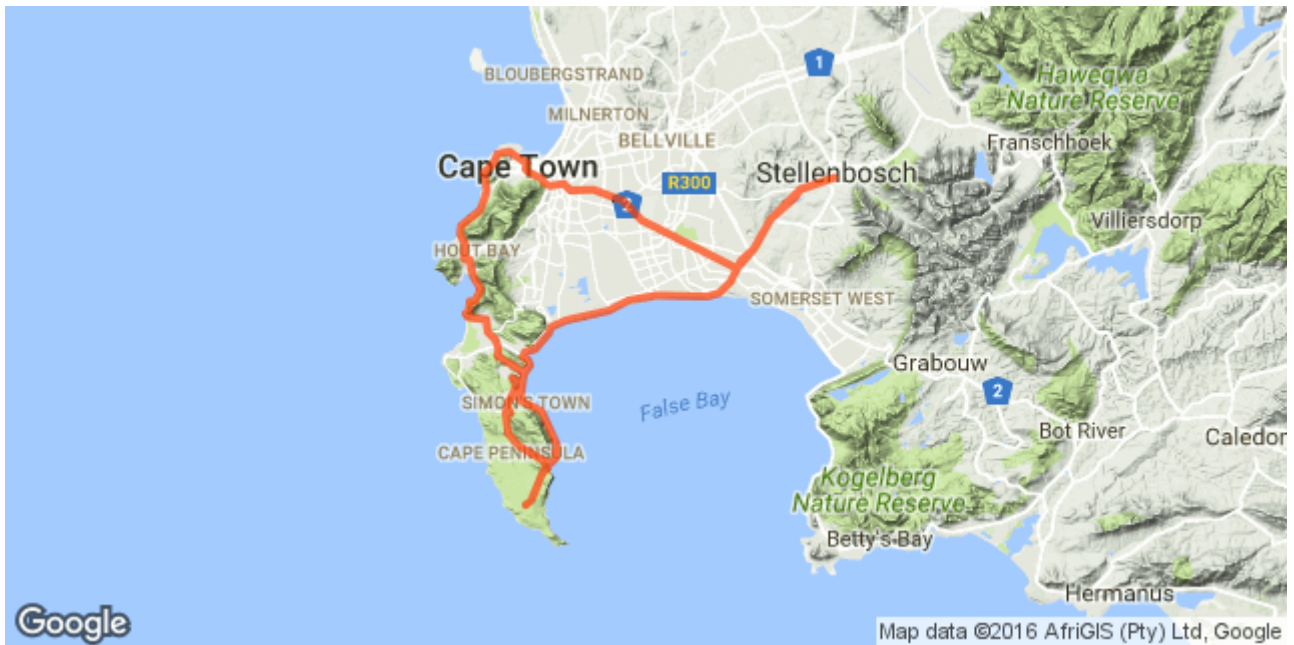 BLOUBERGSTRAND
1
Haweqwa
Nature Reserve
MILNERTON
BELLVILLE
Franschhoek
Cape Town
R300
Stellenbosch
2
Villiersdorp
HOUT BAY
SOMERSET WEST
Grabouw
2
SIMON'S TOWN
False Bay
Bot River
Caledon
CAPE PENINSULA
Kogelberg
Nature Reserve
Betty's Bay
Hermanus
Google
Map data ©2016 AfriGIS (Pty) Ltd, Google